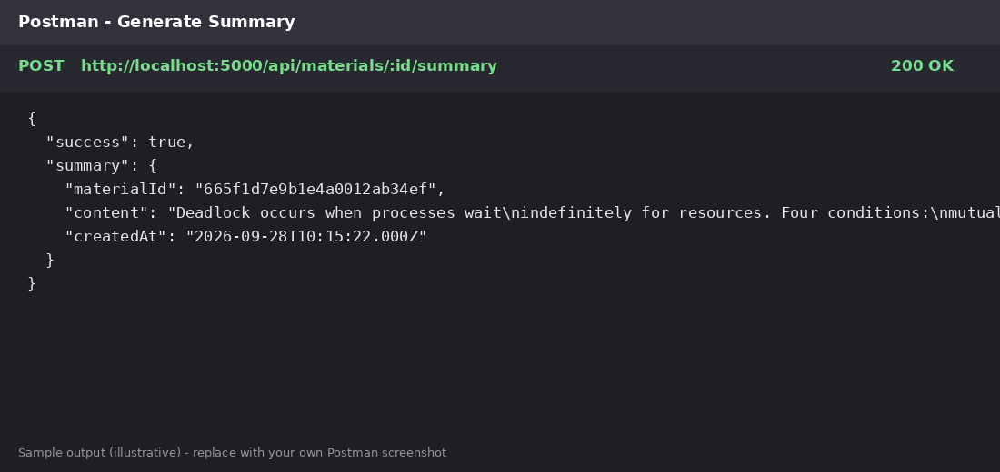 Postman - Generate Summary
POST http://localhost:5000/api/materials/:id/summary 200 OK
{
"success": true,
"summary": {
"materialId": "665f1d7e9b1e4a0012ab34ef",
"content": "Deadlock occurs when processes wait\nindefinitely for resources. Four conditions:\nmutual
"createdAt": "2026-09-28T10:15:22.000Z"
}
}
Sample output (illustrative) - replace with your own Postman screenshot